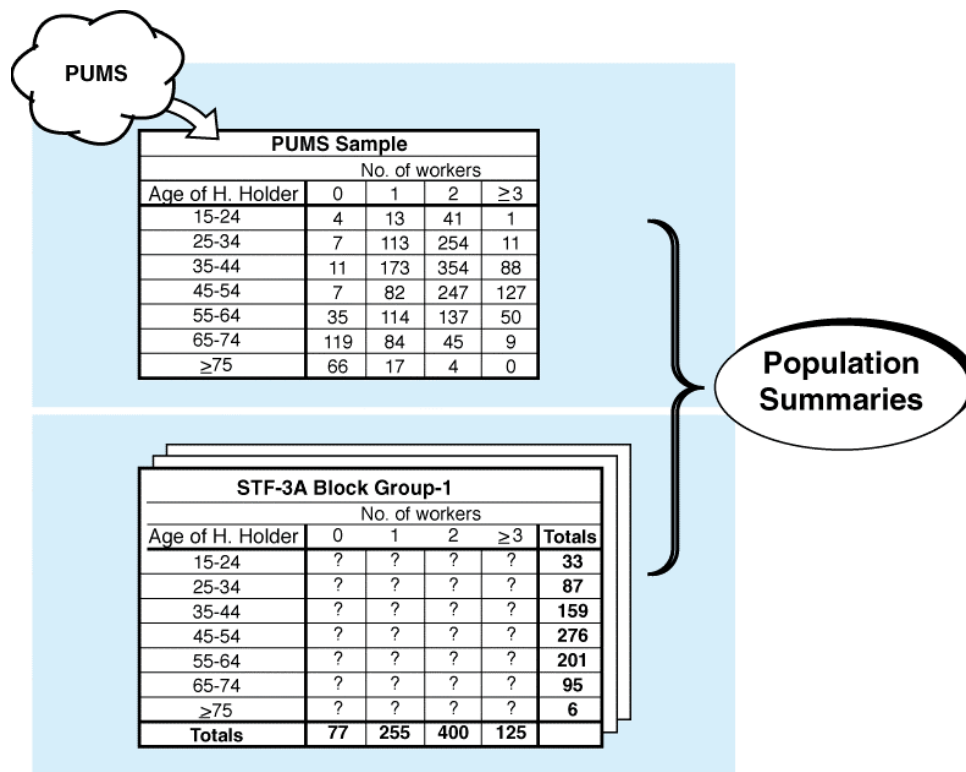 PUMS
PUMS Sample
No. of workers
Age of H. Holder 0 1 2 ≥3
15-24 4 13 41 1
25-34 7 113 254 11
35-44 11 173 354 88
45-54 7 82 247 127
55-64 35 114 137 50
65-74 119 84 45 9
≥75 66 17 4 0
Population
Summaries
STF-3A Block Group-1
No. of workers
Age of H. Holder 0 1 2 ≥3 Totals
15-24 ? ? ? ? 33
25-34 ? ? ? ? 87
35-44 ? ? ? ? 159
45-54 ? ? ? ? 276
55-64 ? ? ? ? 201
65-74 ? ? ? ? 95
≥75 ? ? ? ? 6
Totals 77 255 400 125